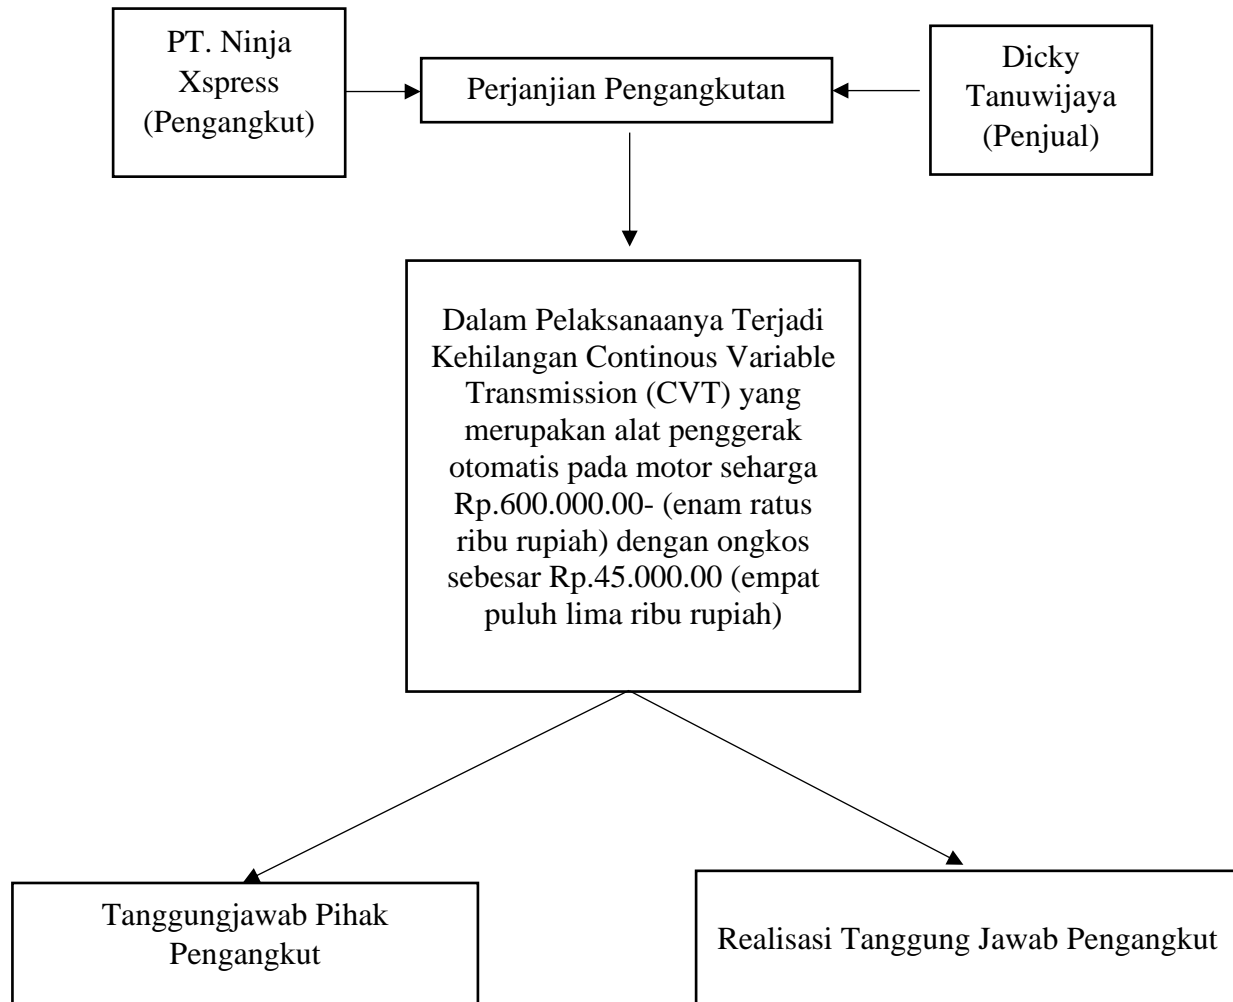 PT. Ninja
Xspress
(Pengangkut)
Perjanjian Pengangkutan
Dicky
Tanuwijaya
(Penjual)
Dalam Pelaksanaanya Terjadi
Kehilangan Continous Variable
Transmission (CVT) yang
merupakan alat penggerak
otomatis pada motor seharga
Rp.600.000.00- (enam ratus
ribu rupiah) dengan ongkos
sebesar Rp.45.000.00 (empat
puluh lima ribu rupiah)
Tanggungjawab Pihak
Pengangkut
Realisasi Tanggung Jawab Pengangkut